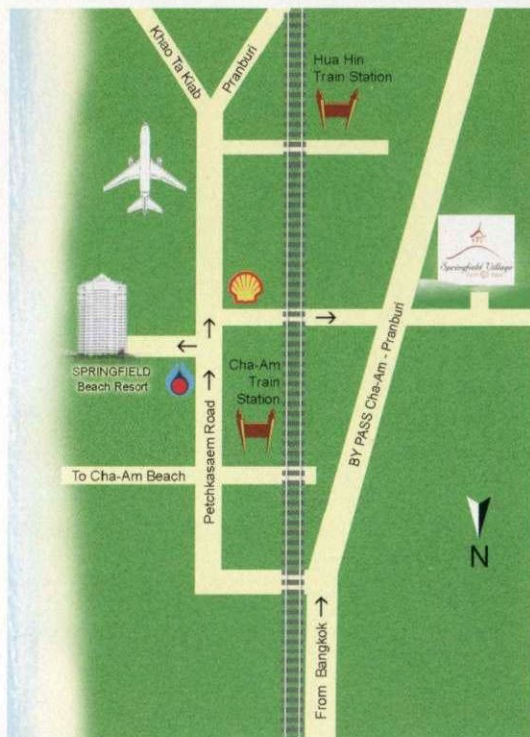 Khao Ta Kiab
Pranburi
Hua Hin
Train Station
Springfield Village
SPRINGFIELD
Beach Resort
Cha-Am
Train
Station
Petchkasaem Road
BY PASS Cha-Am - Pranburi
To Cha-Am Beach
N
From Bangkok